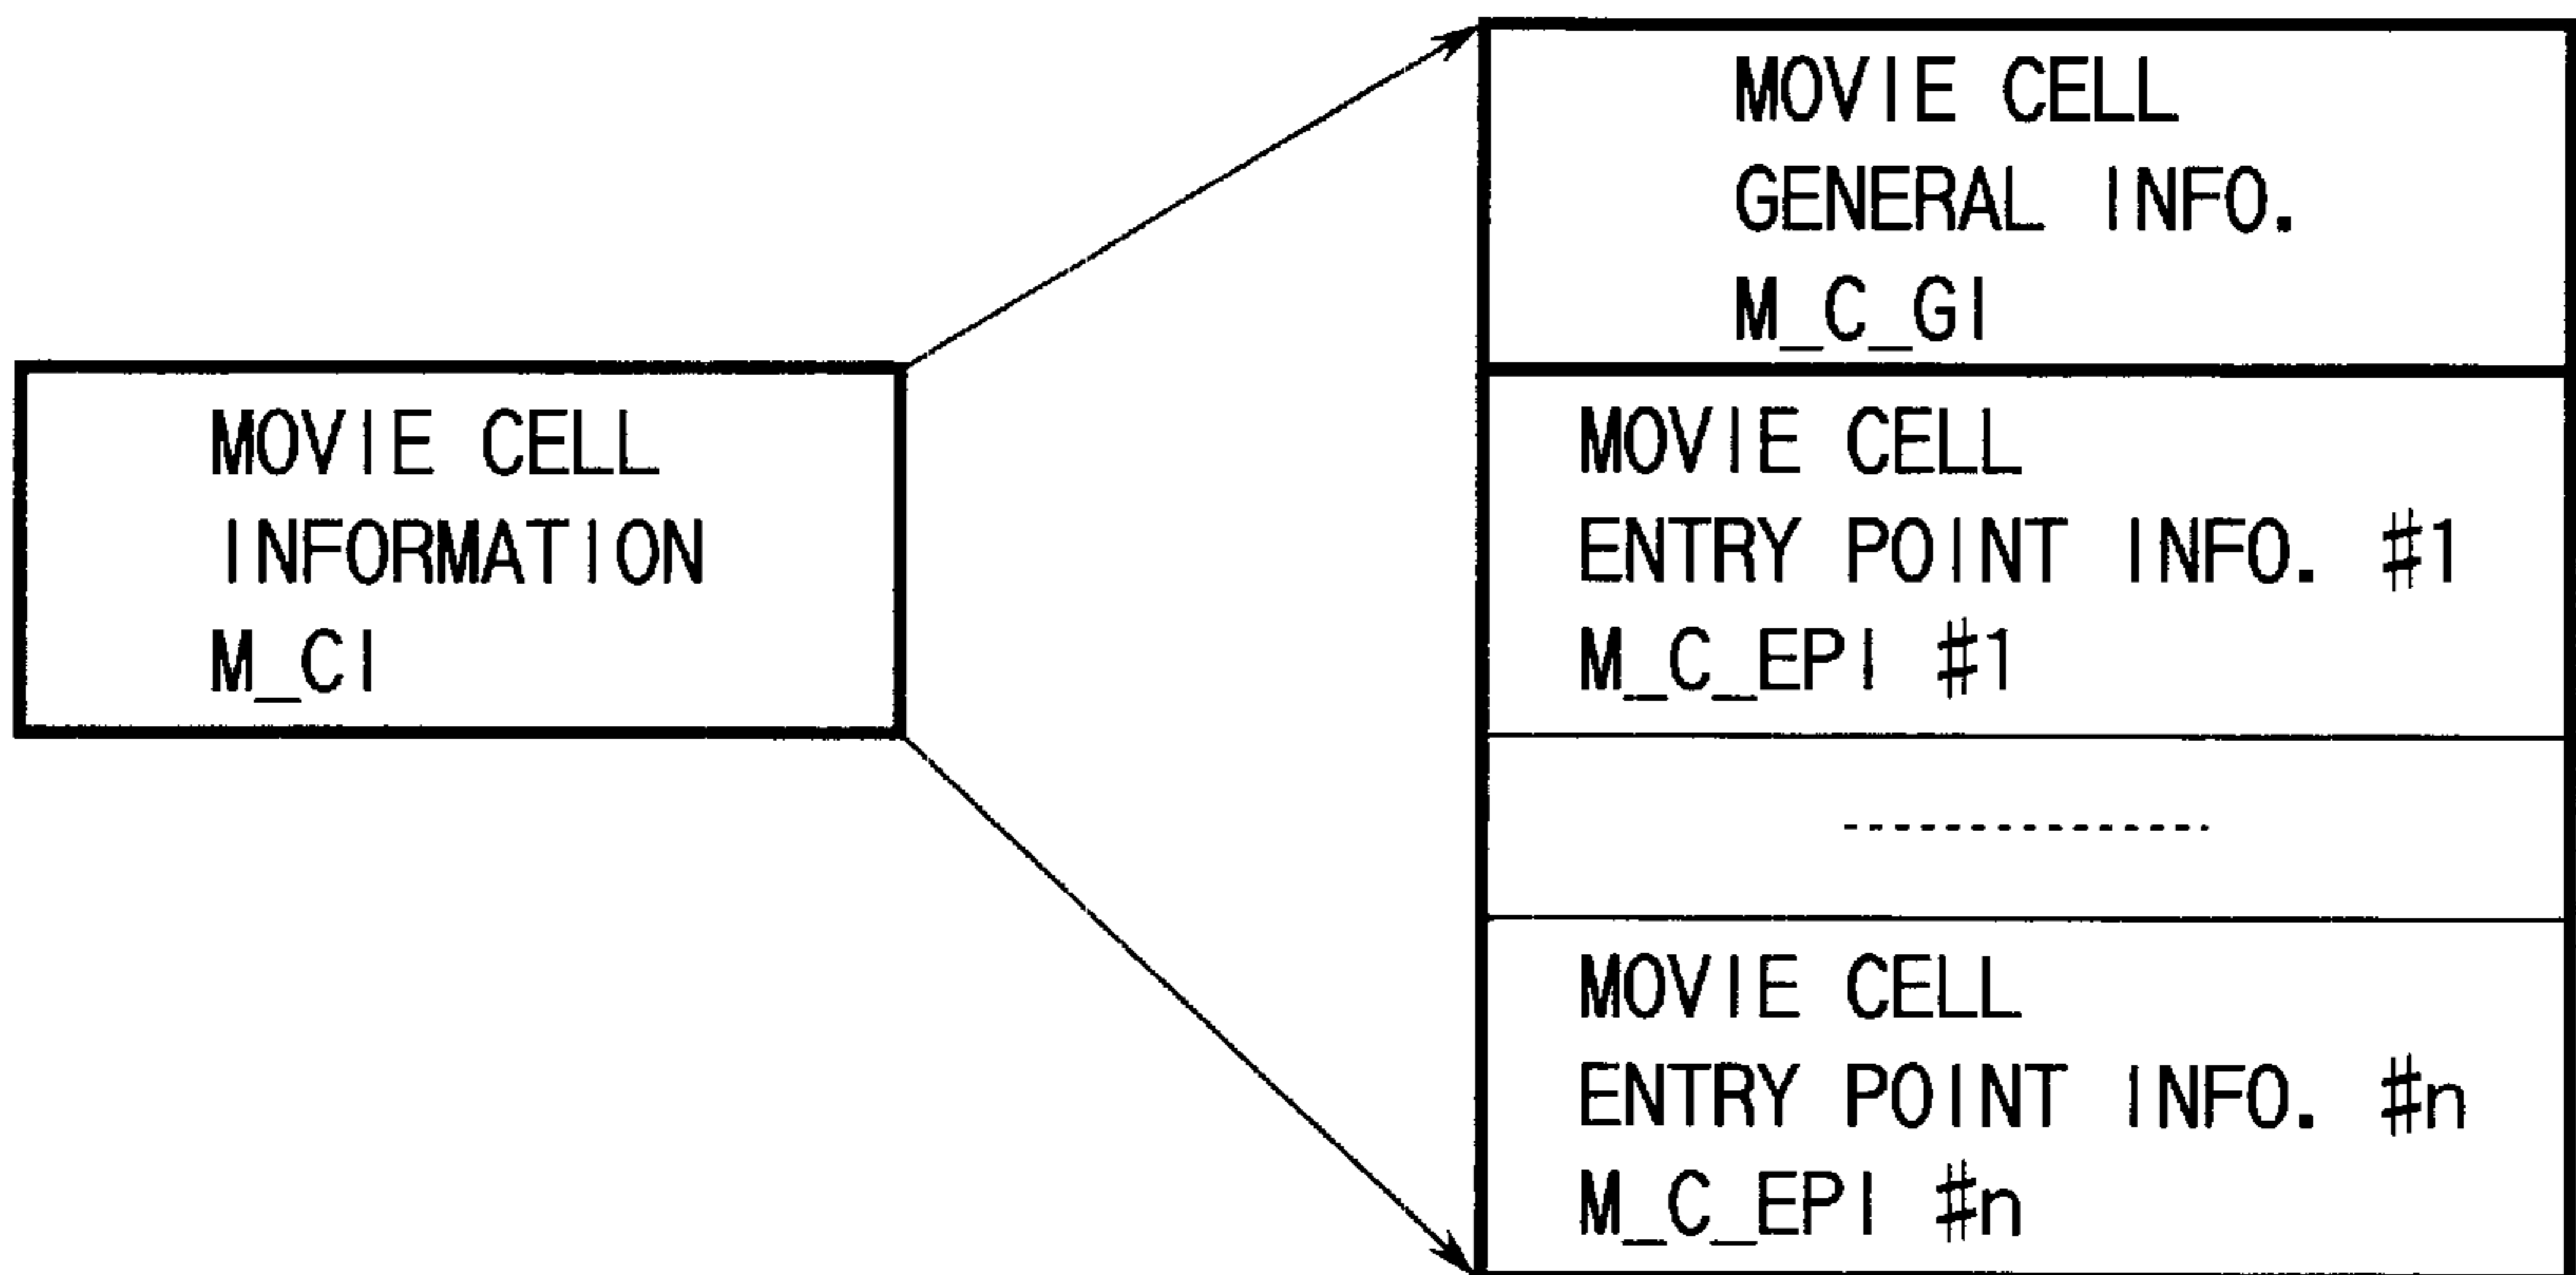 MOVIE CELL
INFORMATION
M_CI
MOVIE CELL
GENERAL INFO.
M_C_GI
MOVIE CELL
ENTRY POINT INFO. #1
M_C_EPI #1
MOVIE CELL
ENTRY POINT INFO. #n
M_C_EPI #n